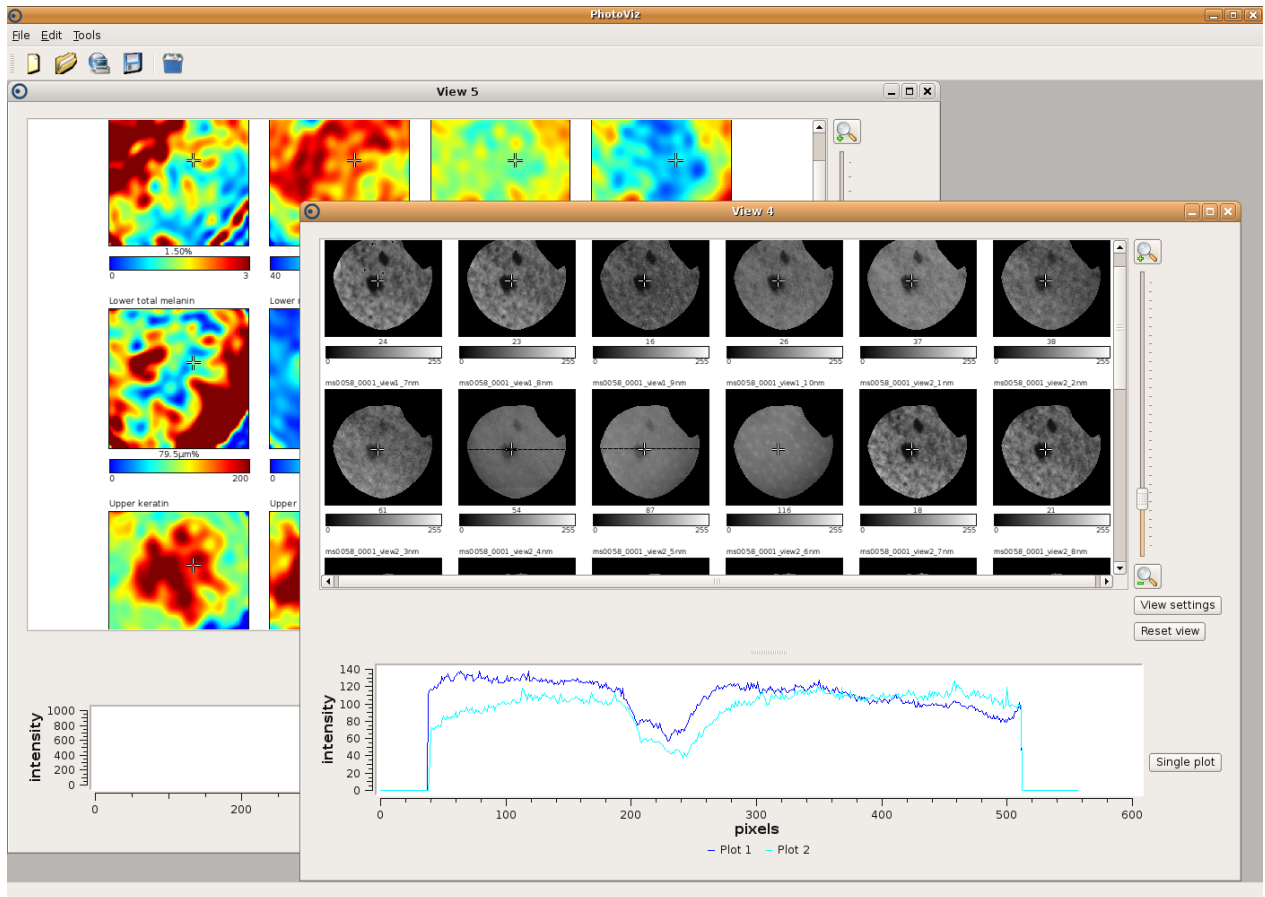 PhotoViz
File Edit Tools
View 5
1.50%
0 3 40
Lower total melanin Lower
79.5µm%
0 200 0
Upper keratin Upper
intensity
1000
800
600
400
200
0
0 200
View 4
24 23 16 26 37 38
0 255 0 255 0 255 0 255 0 255 0 255
ms0058_0001_view1_7nm ms0058_0001_view1_8nm ms0058_0001_view1_9nm ms0058_0001_view1_10nm ms0058_0001_view2_1nm ms0058_0001_view2_2nm
61 54 87 116 18 21
0 255 0 255 0 255 0 255 0 255 0 255
ms0058_0001_view2_3nm ms0058_0001_view2_4nm ms0058_0001_view2_5nm ms0058_0001_view2_6nm ms0058_0001_view2_7nm ms0058_0001_view2_8nm
View settings
Reset view
intensity
140
120
100
80
60
40
20
0
0 100 200 300 400 500 600
pixels
Plot 1 Plot 2
Single plot